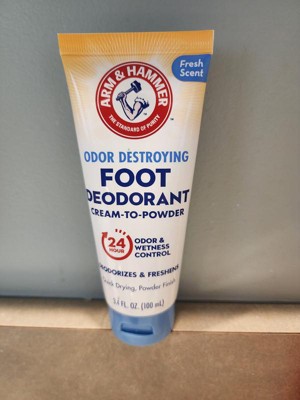 Fresh
Scent
ARM & HAMMER
THE STANDARD OF PURITY
ODOR DESTROYING
FOOT
DEODORANT
CREAM-TO-POWDER
24
HOUR
ODOR &
WETNESS
CONTROL
DEODORIZES & FRESHENS
Quick Drying, Powder Finish
3.4 FL. OZ. (100 mL)